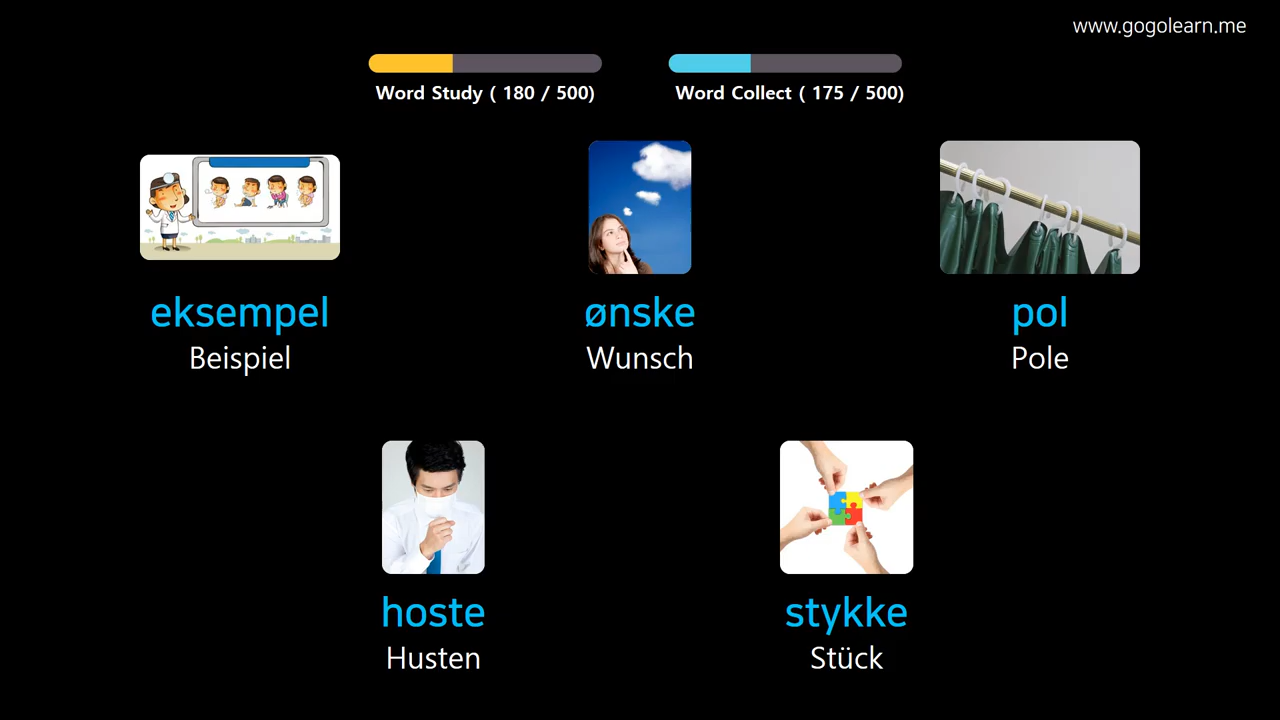 www.gogolearn.me
Word Study ( 180 / 500)
Word Collect ( 175 / 500)
eksempel
Beispiel
ønske
Wunsch
pol
Pole
hoste
Husten
stykke
Stück